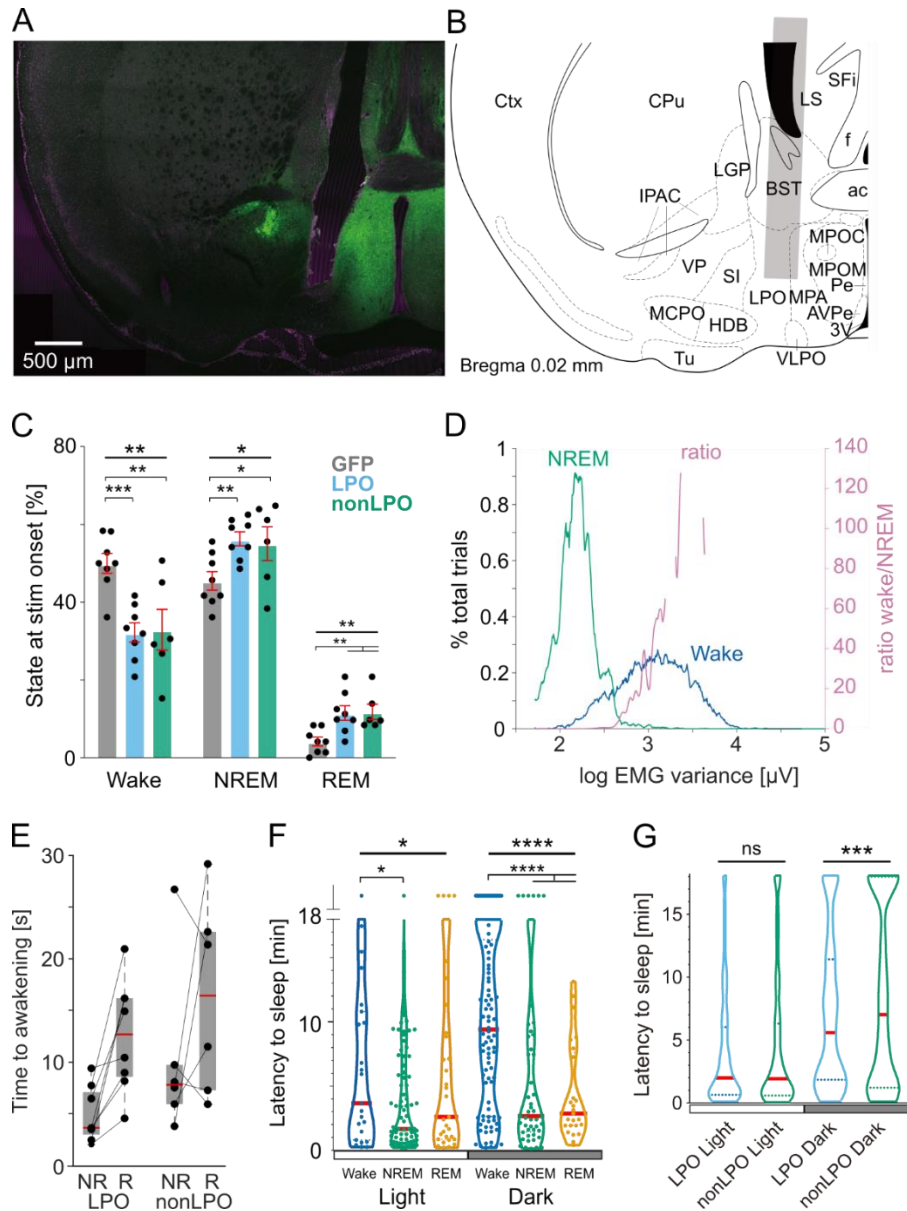 A
500 µm
B
Ctx
CPu
SFi
LS
f
LGP
BST
ac
IPAC
MPOC
VP
SI
MPOM
Pe
LPO
MPA
AVPe
3V
MCPO
HDB
Tu
VLPO
Bregma 0.02 mm
C
State at stim onset [%]
80
40
0
**
**
***
*
*
**
**
**
GFP
LPO
nonLPO
Wake
NREM
REM
D
% total trials
1
0.8
0.6
0.4
0.2
0
NREM
ratio
Wake
140
120
100
80
60
40
20
0
ratio wake/NREM
2
3
4
5
log EMG variance [µV]
E
Time to awakening [s]
30
20
10
0
NR R NR R
LPO nonLPO
F
Latency to sleep [min]
18
10
0
*
*
****
****
Wake NREM REM Wake NREM REM
Light Dark
G
Latency to sleep [min]
15
10
5
0
ns
***
LPO Light
nonLPO Light
LPO Dark
nonLPO Dark